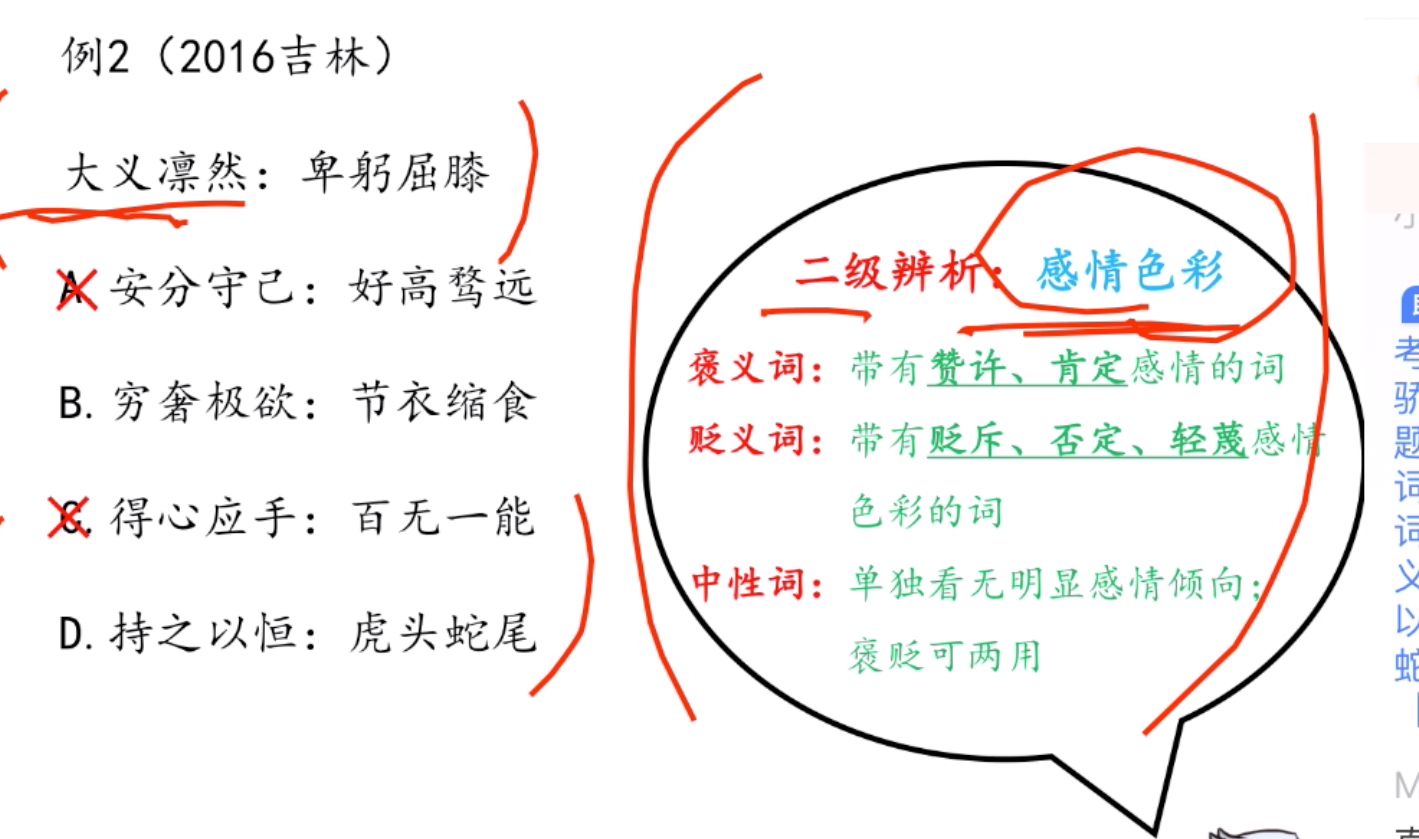 例2（2016吉林）
大义凛然：卑躬屈膝
A. 安分守己：好高骛远
B. 穷奢极欲：节衣缩食
C. 得心应手：百无一能
D. 持之以恒：虎头蛇尾
二级辨析：感情色彩
褒义词：带有赞许、肯定感情的词
贬义词：带有贬斥、否定、轻蔑感情
色彩的词
中性词：单独看无明显感情倾向；
褒贬可两用
考
骄
题
词
词
义
以
蛇
M